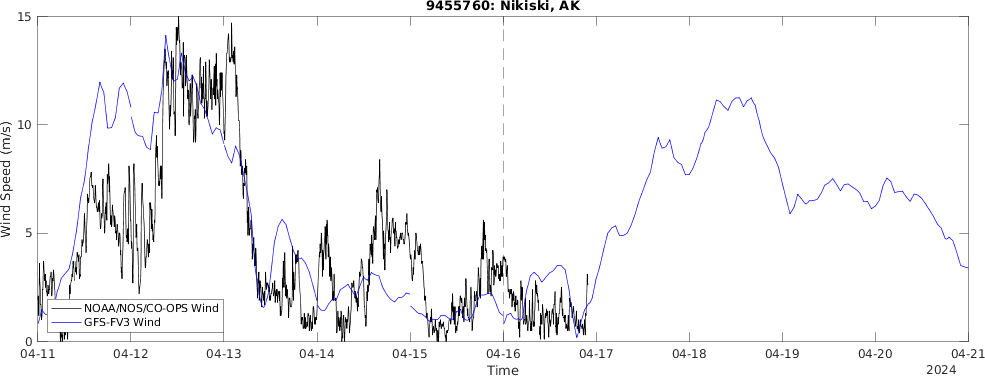 9455760: Nikiski, AK
Wind Speed (m/s)
15
10
5
0
NOAA/NOS/CO-OPS Wind
GFS-FV3 Wind
04-11 04-12 04-13 04-14 04-15 04-16 04-17 04-18 04-19 04-20 04-21
Time
2024